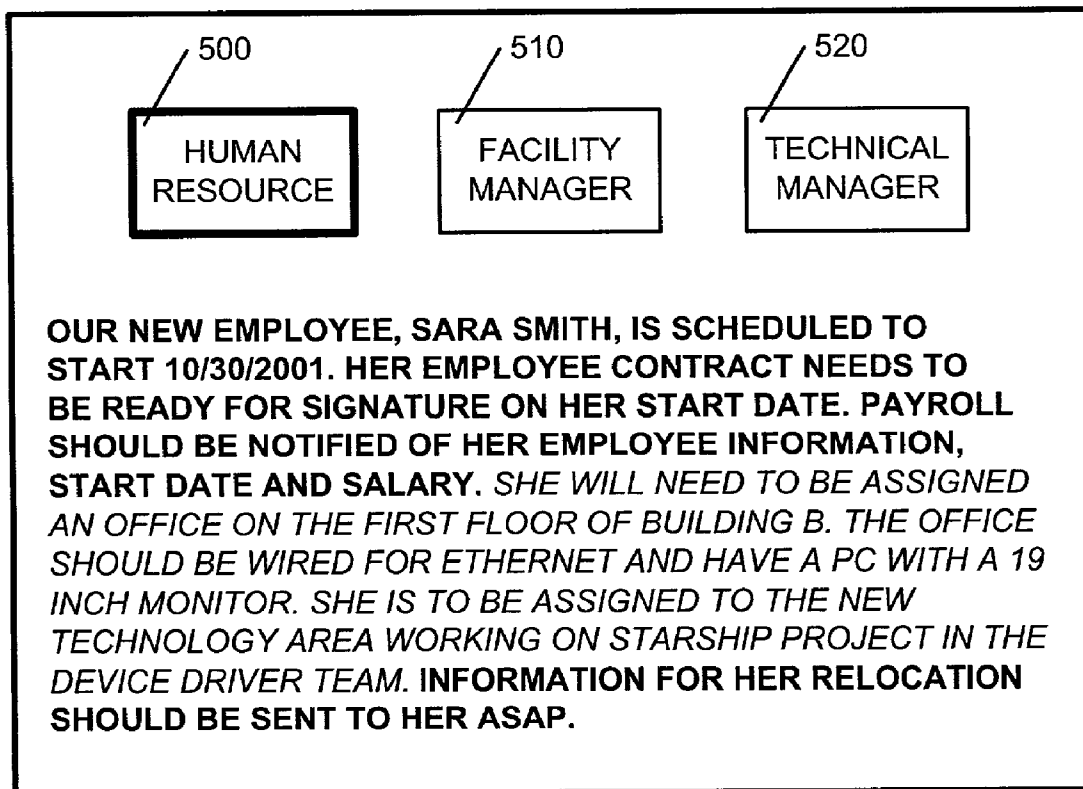 500
510
520
HUMAN
RESOURCE
FACILITY
MANAGER
TECHNICAL
MANAGER
OUR NEW EMPLOYEE, SARA SMITH, IS SCHEDULED TO
START 10/30/2001. HER EMPLOYEE CONTRACT NEEDS TO
BE READY FOR SIGNATURE ON HER START DATE. PAYROLL
SHOULD BE NOTIFIED OF HER EMPLOYEE INFORMATION,
START DATE AND SALARY. SHE WILL NEED TO BE ASSIGNED
AN OFFICE ON THE FIRST FLOOR OF BUILDING B. THE OFFICE
SHOULD BE WIRED FOR ETHERNET AND HAVE A PC WITH A 19
INCH MONITOR. SHE IS TO BE ASSIGNED TO THE NEW
TECHNOLOGY AREA WORKING ON STARSHIP PROJECT IN THE
DEVICE DRIVER TEAM. INFORMATION FOR HER RELOCATION
SHOULD BE SENT TO HER ASAP.